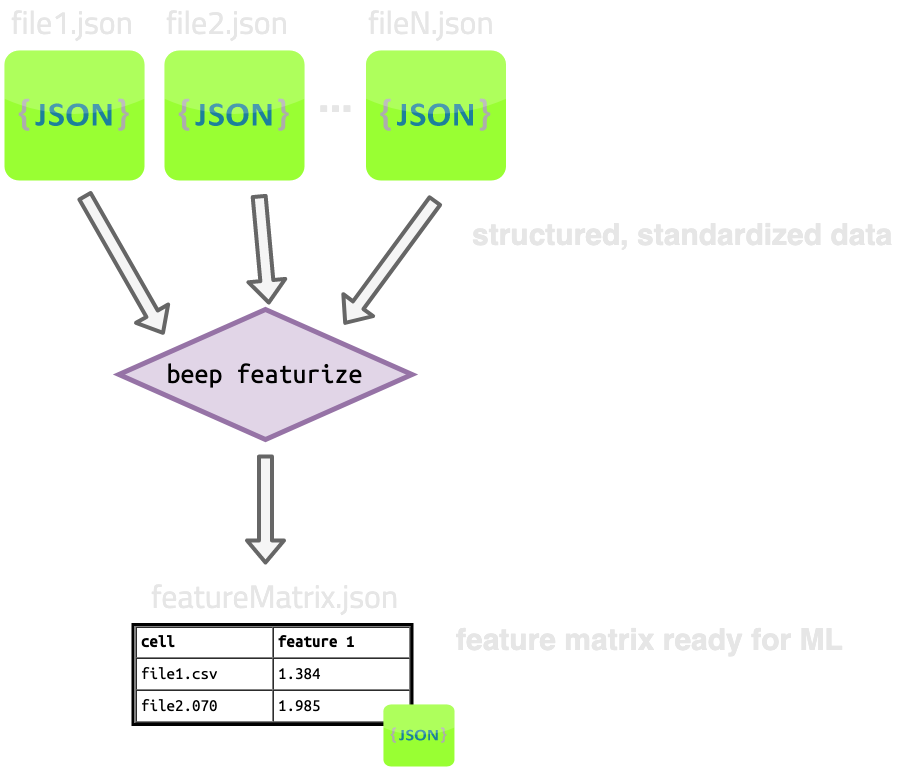 file1.json file2.json fileN.json
{JSON} {JSON} ... {JSON}
structured, standardized data
beep featurize
featureMatrix.json
cell feature 1
feature matrix ready for ML
file1.csv 1.384
file2.070 1.985
{JSON}